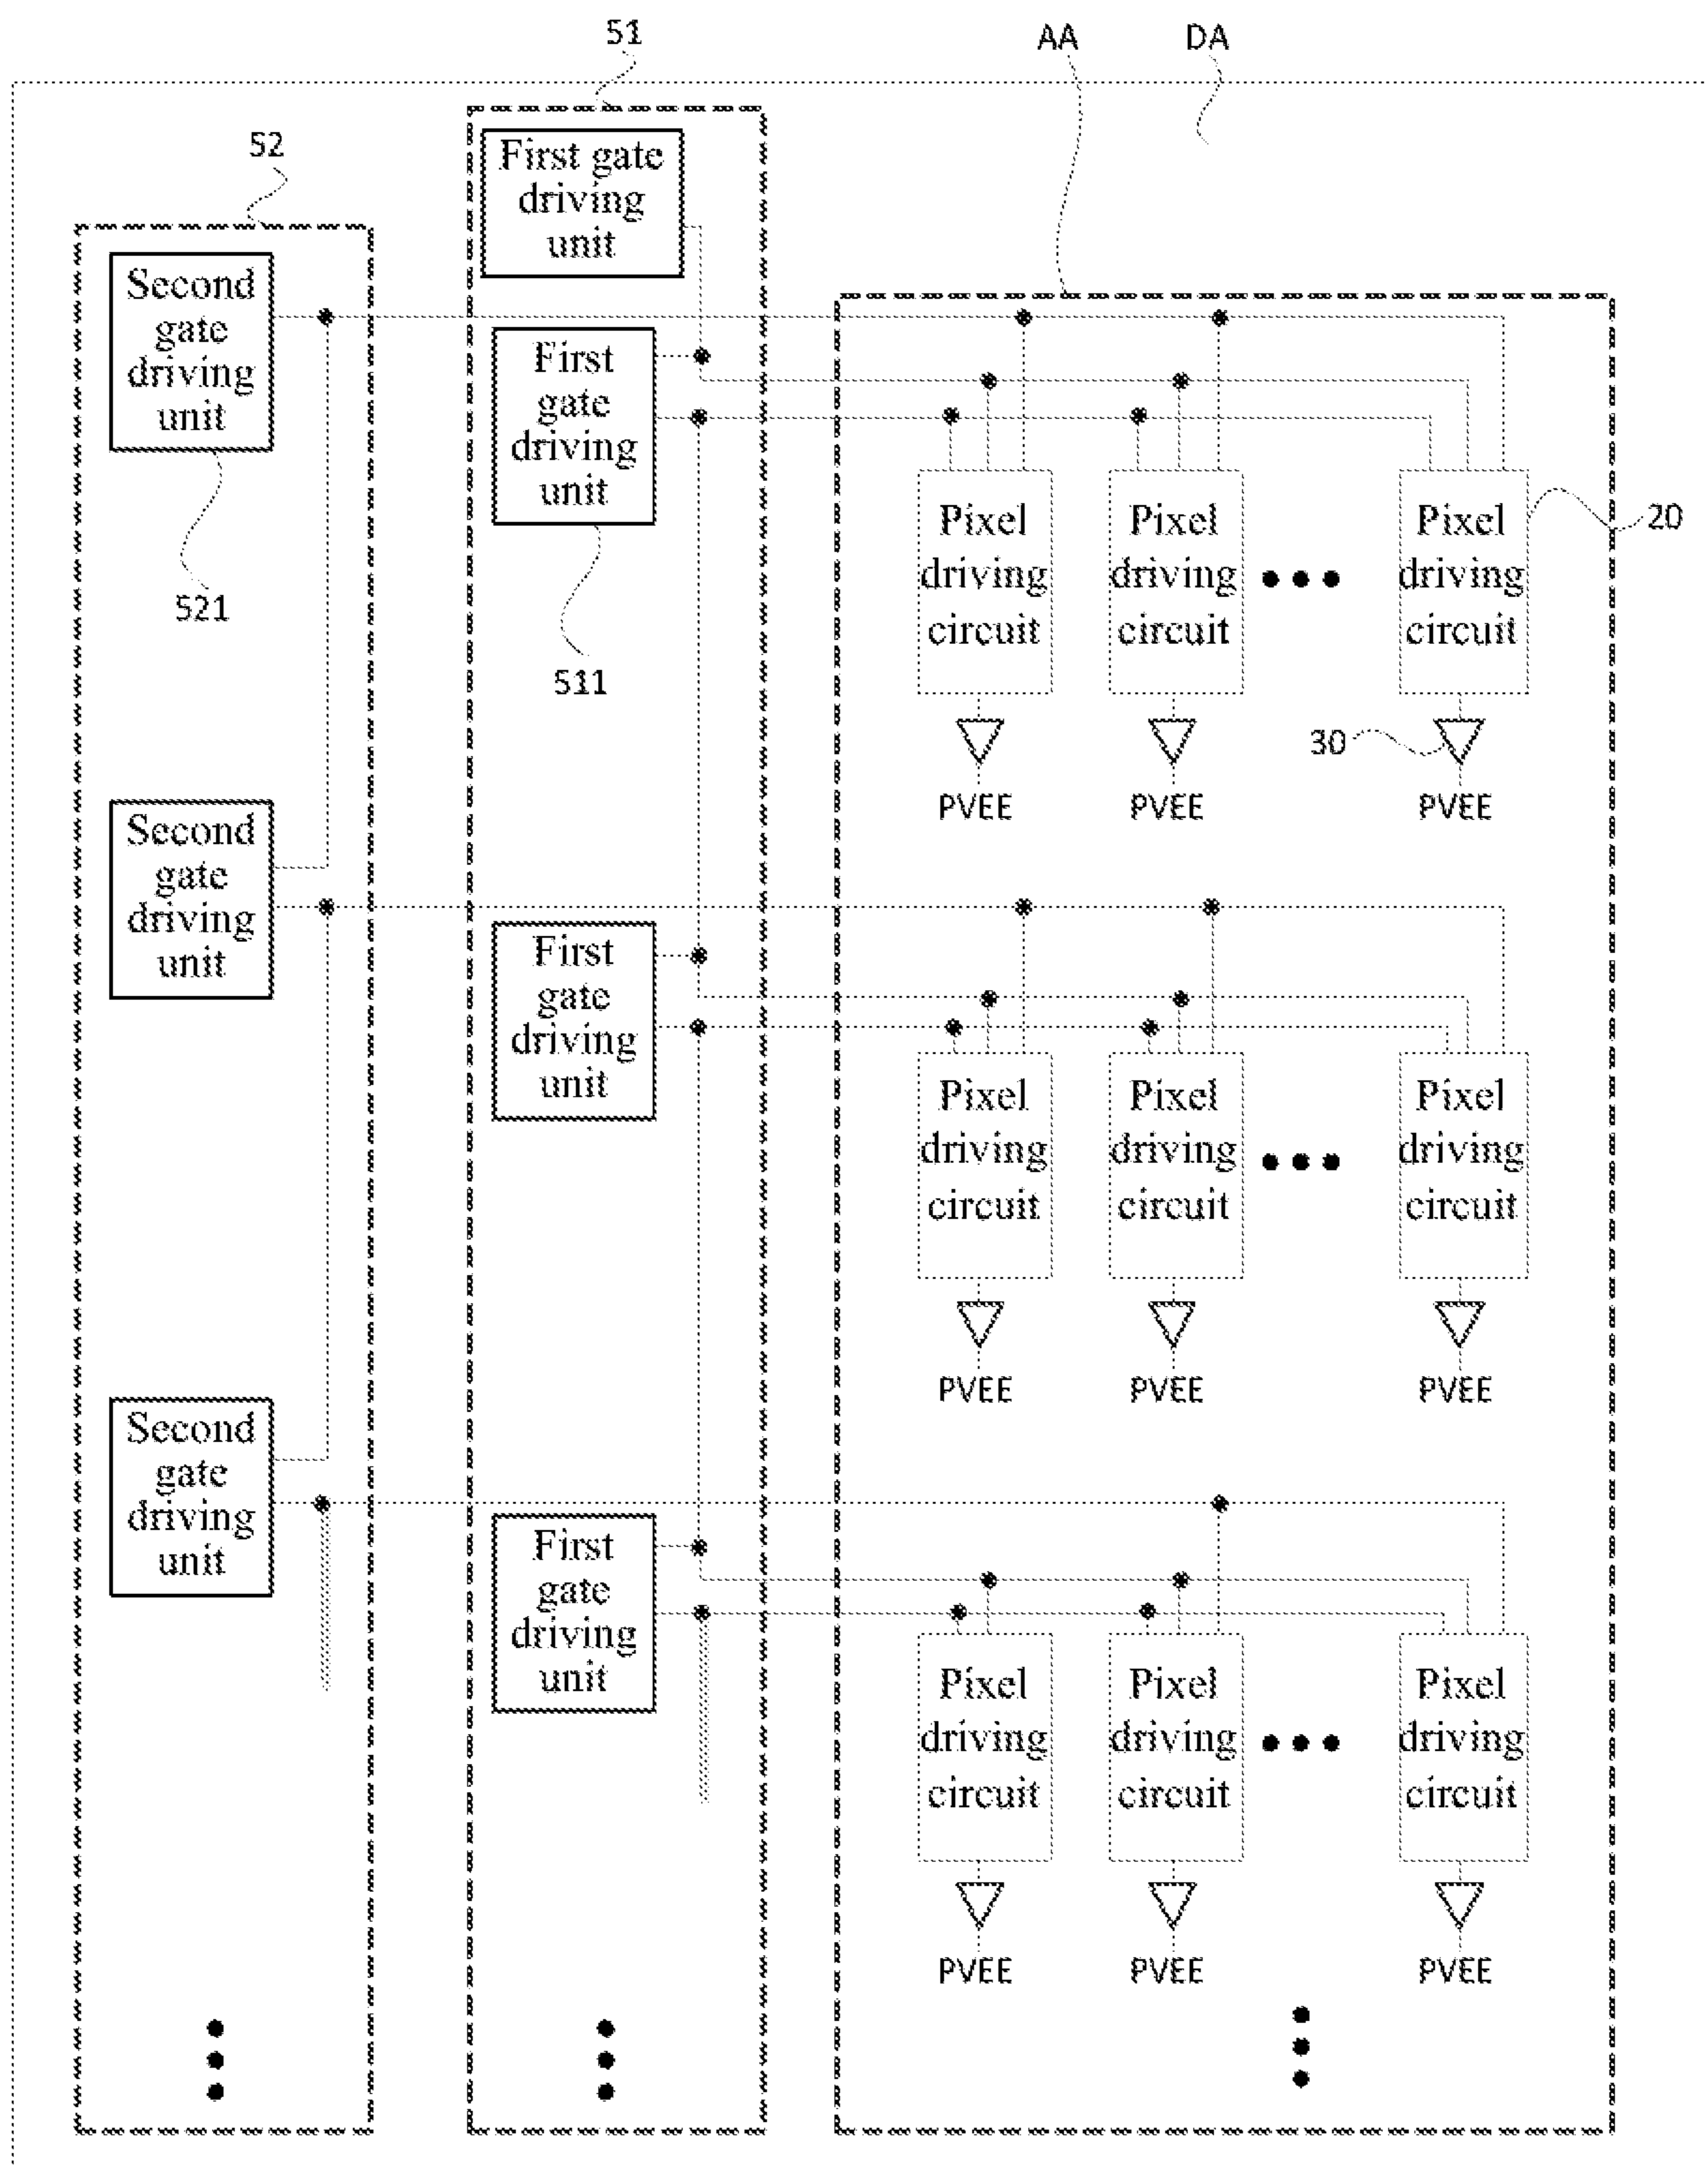 51
AA
DA
52
First gate
driving
unit
Second
gate
driving
unit
First
gate
driving
unit
521
511
Pixel
driving
circuit
Pixel
driving
circuit
Pixel
driving
circuit
20
30
PVEE
PVEE
PVEE
Second
gate
driving
unit
First
gate
driving
unit
Pixel
driving
circuit
Pixel
driving
circuit
Pixel
driving
circuit
PVEE
PVEE
PVEE
Second
gate
driving
unit
First
gate
driving
unit
Pixel
driving
circuit
Pixel
driving
circuit
Pixel
driving
circuit
PVEE
PVEE
PVEE